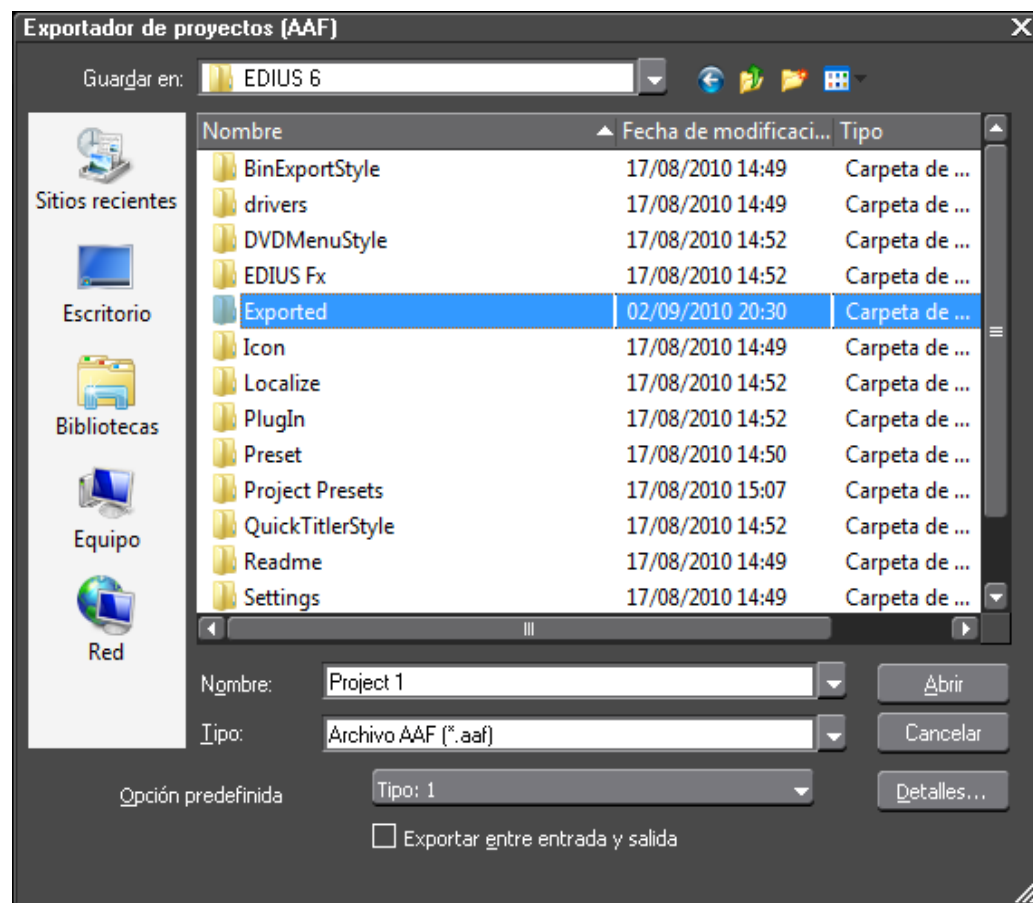 Exportador de proyectos (AAF)
Guardar en: EDIUS 6
Nombre Fecha de modificaci... Tipo
BinExportStyle 17/08/2010 14:49 Carpeta de ...
drivers 17/08/2010 14:49 Carpeta de ...
DVDMenuStyle 17/08/2010 14:52 Carpeta de ...
EDIUS Fx 17/08/2010 14:52 Carpeta de ...
Exported 02/09/2010 20:30 Carpeta de ...
Icon 17/08/2010 14:49 Carpeta de ...
Localize 17/08/2010 14:52 Carpeta de ...
PlugIn 17/08/2010 14:52 Carpeta de ...
Preset 17/08/2010 14:50 Carpeta de ...
Project Presets 17/08/2010 15:07 Carpeta de ...
QuickTitlerStyle 17/08/2010 14:52 Carpeta de ...
Readme 17/08/2010 14:49 Carpeta de ...
Settings 17/08/2010 14:49 Carpeta de ...
Sitios recientes
Escritorio
Bibliotecas
Equipo
Red
Nombre: Project 1 Abrir
Tipo: Archivo AAF (*.aaf) Cancelar
Opción predefinida Tipo: 1 Detalles...
Exportar entre entrada y salida